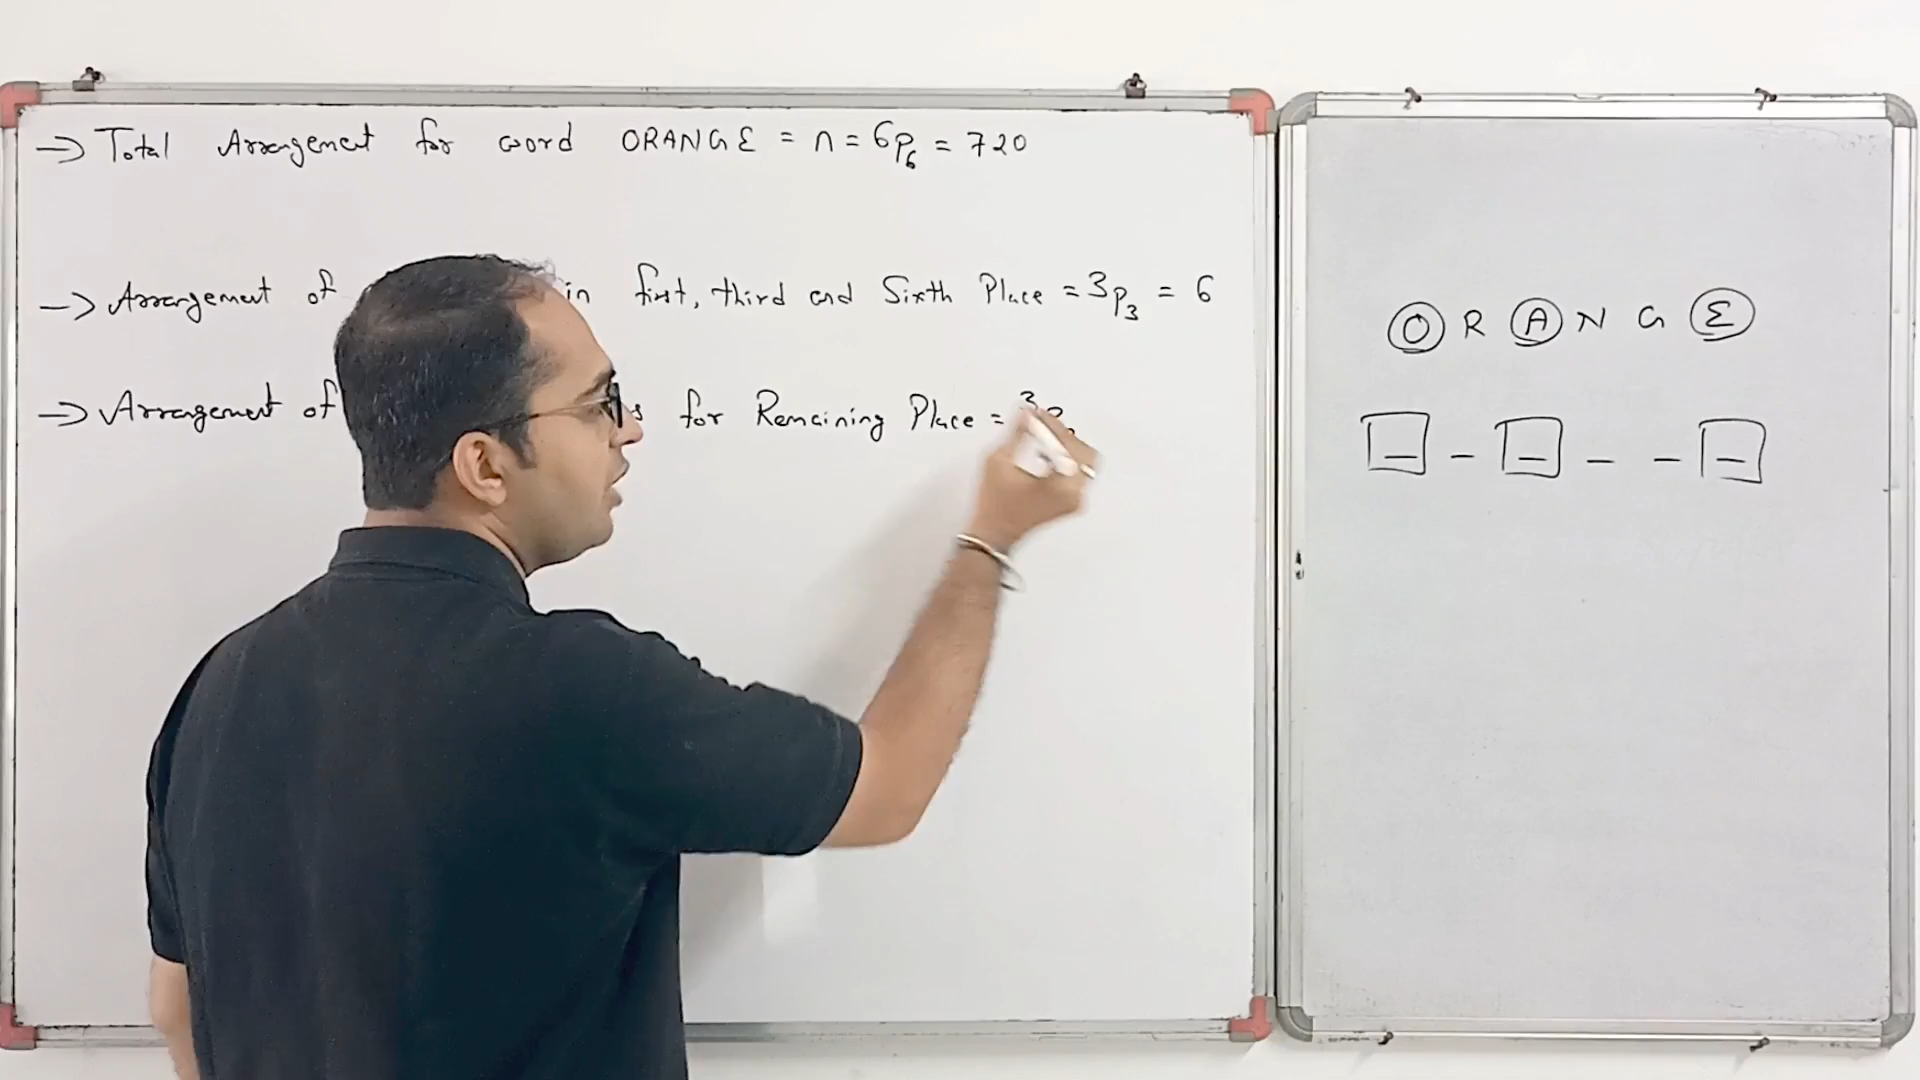 -> Total Arrangement for word ORANGE = n = 6P6 = 720
-> Arrangement of in first, third and Sixth Place = 3P3 = 6
-> Arrangement of s for Remaining Place = 3P
O R A N G E
_ _ _ _ _ _